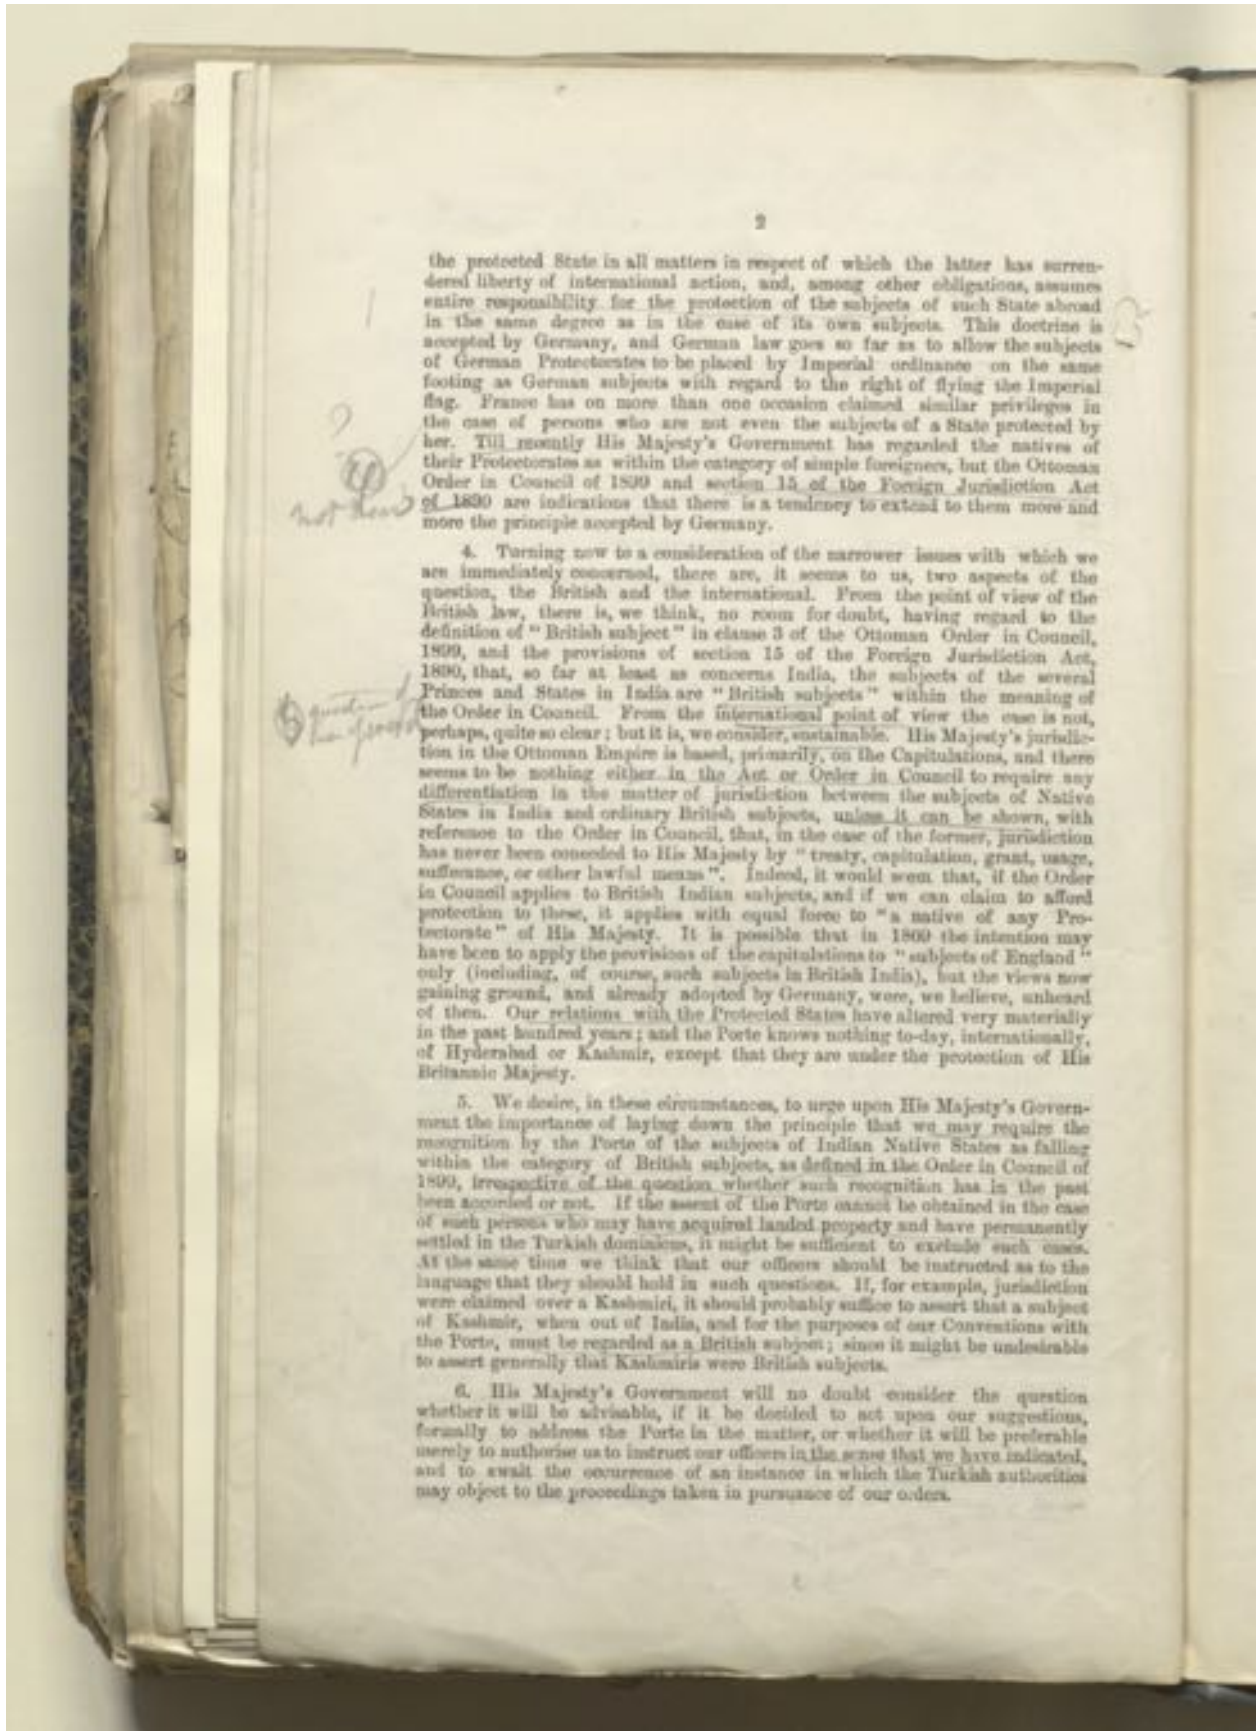 2
the protected State in all matters in respect of which the latter has surren-
dered liberty of international action, and, among other obligations, assumes
entire responsibility for the protection of the subjects of such State abroad
in the same degree as in the case of its own subjects. This doctrine is
accepted by Germany, and German law goes so far as to allow the subjects
of German Protectorates to be placed by Imperial ordinance on the same
footing as German subjects with regard to the right of flying the Imperial
flag. France has on more than one occasion claimed similar privileges in
the case of persons who are not even the subjects of a State protected by
her. Till recently His Majesty's Government has regarded the natives of
their Protectorates as within the category of simple foreigners, but the Ottoman
Order in Council of 1899 and section 15 of the Foreign Jurisdiction Act
of 1890 are indications that there is a tendency to extend to them more and
more the principle accepted by Germany.
4. Turning now to a consideration of the narrower issues with which we
are immediately concerned, there are, it seems to us, two aspects of the
question, the British and the international. From the point of view of the
British law, there is, we think, no room for doubt, having regard to the
definition of "British subject" in clause 3 of the Ottoman Order in Council,
1899, and the provisions of section 15 of the Foreign Jurisdiction Act,
1890, that, so far at least as concerns India, the subjects of the several
Princes and States in India are "British subjects" within the meaning of
the Order in Council. From the international point of view the case is not,
perhaps, quite so clear; but it is, we consider, sustainable. His Majesty's jurisdic-
tion in the Ottoman Empire is based, primarily, on the Capitulations, and there
seems to be nothing either in the Act or Order in Council to require any
differentiation in the matter of jurisdiction between the subjects of Native
States in India and ordinary British subjects, unless it can be shown, with
reference to the Order in Council, that, in the case of the former, jurisdiction
has never been conceded to His Majesty by "treaty, capitulation, grant, usage,
sufferance, or other lawful means". Indeed, it would seem that, if the Order
in Council applies to British Indian subjects, and if we can claim to afford
protection to these, it applies with equal force to "a native of any Pro-
tectorate" of His Majesty. It is possible that in 1809 the intention may
have been to apply the provisions of the capitulations to "subjects of England"
only (including, of course, such subjects in British India), but the views now
gaining ground, and already adopted by Germany, were, we believe, unheard
of then. Our relations with the Protected States have altered very materially
in the past hundred years; and the Porte knows nothing to-day, internationally,
of Hyderabad or Kashmir, except that they are under the protection of His
Britannic Majesty.
5. We desire, in these circumstances, to urge upon His Majesty's Govern-
ment the importance of laying down the principle that we may require the
recognition by the Porte of the subjects of Indian Native States as falling
within the category of British subjects, as defined in the Order in Council of
1899, irrespective of the question whether such recognition has in the past
been accorded or not. If the assent of the Porte cannot be obtained in the case
of such persons who may have acquired landed property and have permanently
settled in the Turkish dominions, it might be sufficient to exclude such cases.
At the same time we think that our officers should be instructed as to the
language that they should hold in such questions. If, for example, jurisdiction
were claimed over a Kashmiri, it should probably suffice to assert that a subject
of Kashmir, when out of India, and for the purposes of our Conventions with
the Porte, must be regarded as a British subject; since it might be undesirable
to assert generally that Kashmiris were British subjects.
6. His Majesty's Government will no doubt consider the question
whether it will be advisable, if it be decided to act upon our suggestions,
formally to address the Porte in the matter, or whether it will be preferable
merely to authorise us to instruct our officers in the sense that we have indicated,
and to await the occurrence of an instance in which the Turkish authorities
may object to the proceedings taken in pursuance of our orders.